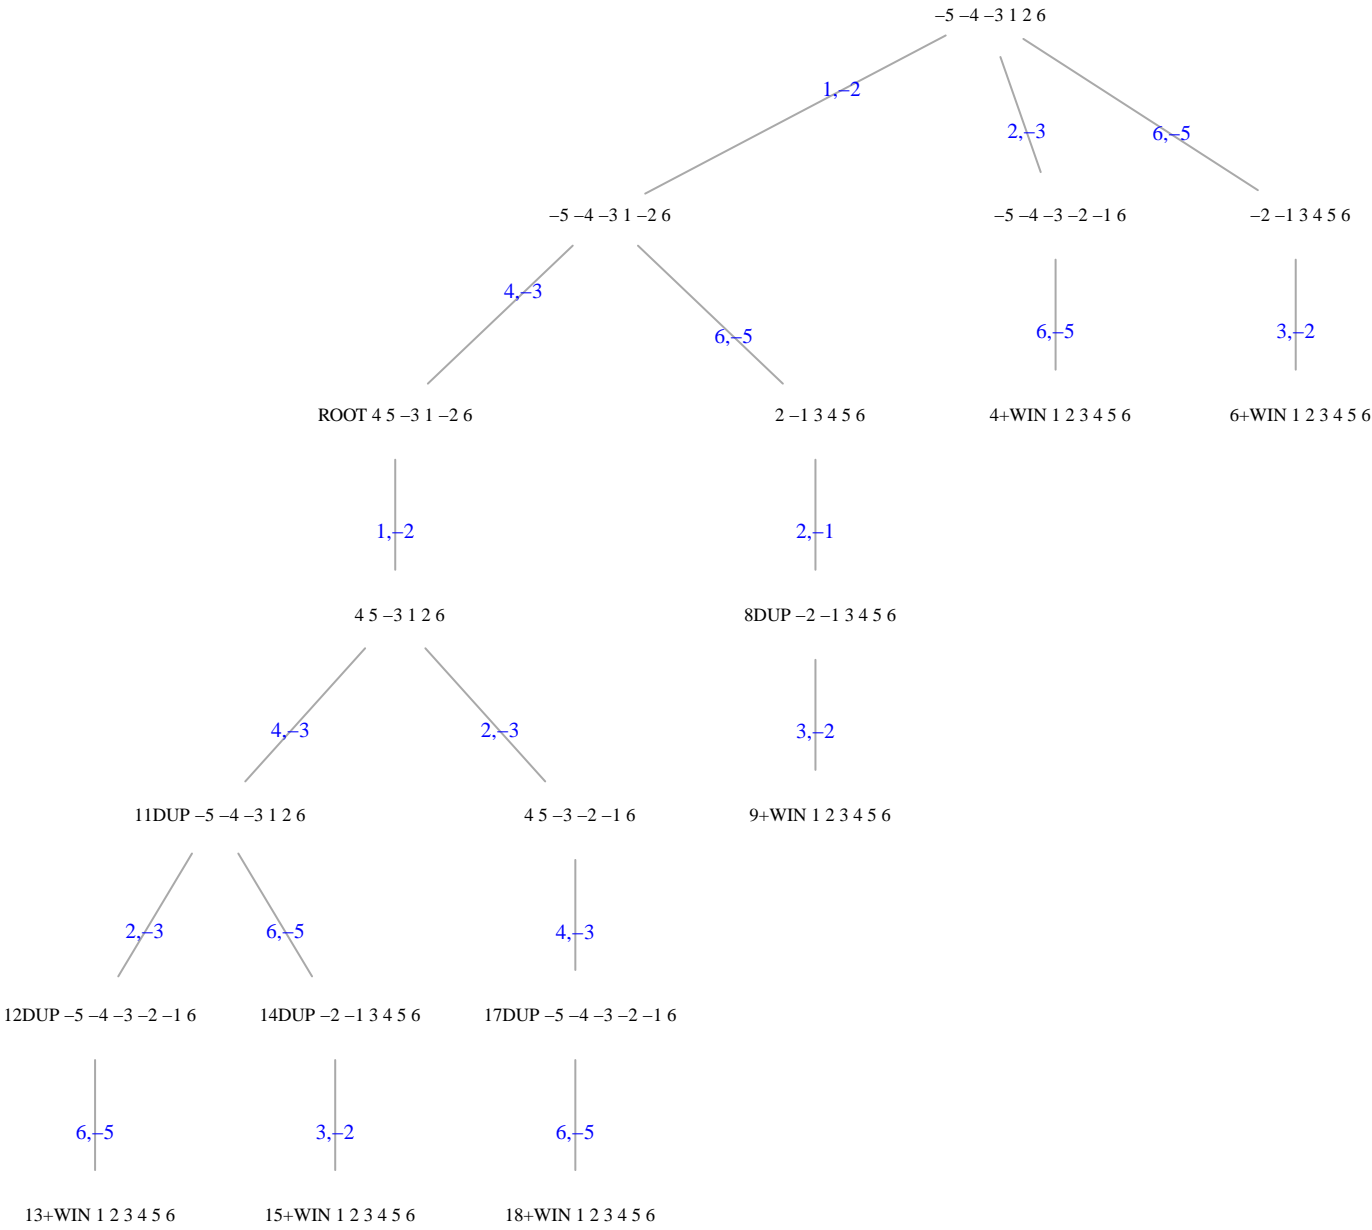 –5 –4 –3 1 2 6
1,–2
2,–3
6,–5
–5 –4 –3 1 –2 6
–5 –4 –3 –2 –1 6
–2 –1 3 4 5 6
4,–3
6,–5
6,–5
3,–2
ROOT 4 5 –3 1 –2 6
2 –1 3 4 5 6
4+WIN 1 2 3 4 5 6
6+WIN 1 2 3 4 5 6
1,–2
2,–1
4 5 –3 1 2 6
8DUP –2 –1 3 4 5 6
4,–3
2,–3
3,–2
11DUP –5 –4 –3 1 2 6
4 5 –3 –2 –1 6
9+WIN 1 2 3 4 5 6
2,–3
6,–5
4,–3
12DUP –5 –4 –3 –2 –1 6
14DUP –2 –1 3 4 5 6
17DUP –5 –4 –3 –2 –1 6
6,–5
3,–2
6,–5
13+WIN 1 2 3 4 5 6
15+WIN 1 2 3 4 5 6
18+WIN 1 2 3 4 5 6